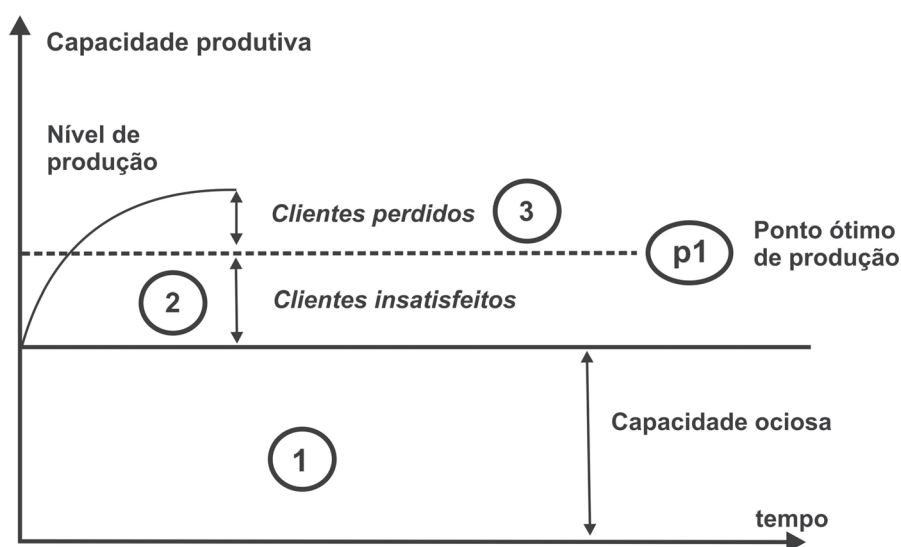 Capacidade produtiva
Nível de
produção
Clientes perdidos
3
p1
Ponto ótimo
de produção
2
Clientes insatisfeitos
Capacidade ociosa
1
tempo